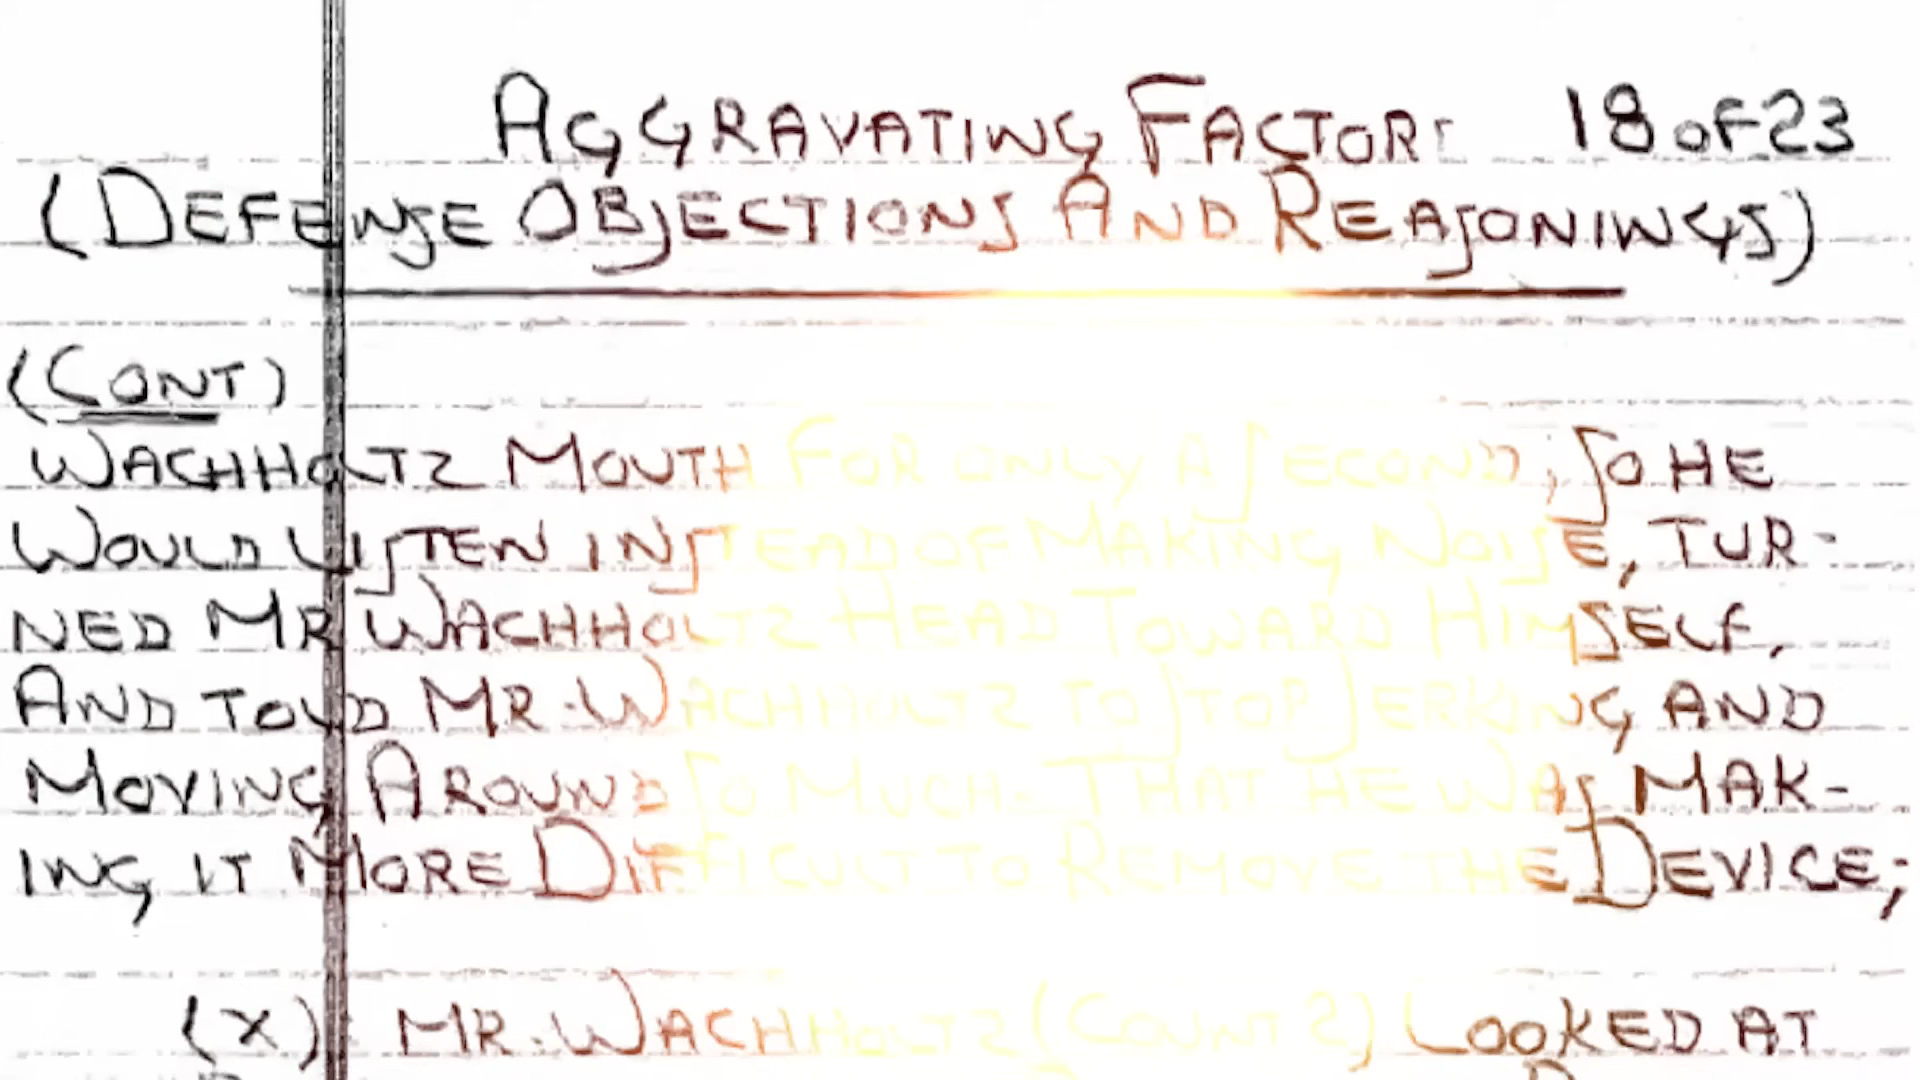 AGGRAVATING FACTORS 18 OF 23
(DEFENSE OBJECTIONS AND REASONINGS)
(CONT)
WACHHOLTZ MOUTH FOR ONLY A SECOND, SO HE
WOULD LISTEN INSTEAD OF MAKING NOISE, TUR-
NED MR WACHHOLTZ HEAD TOWARD HIMSELF,
AND TOLD MR. WACHHOLTZ TO STOP JERKING AND
MOVING AROUND SO MUCH. THAT HE WAS MAK-
ING IT MORE DIFFICULT TO REMOVE THE DEVICE;
(X) MR. WACHHOLTZ (COUNT 2) LOOKED AT